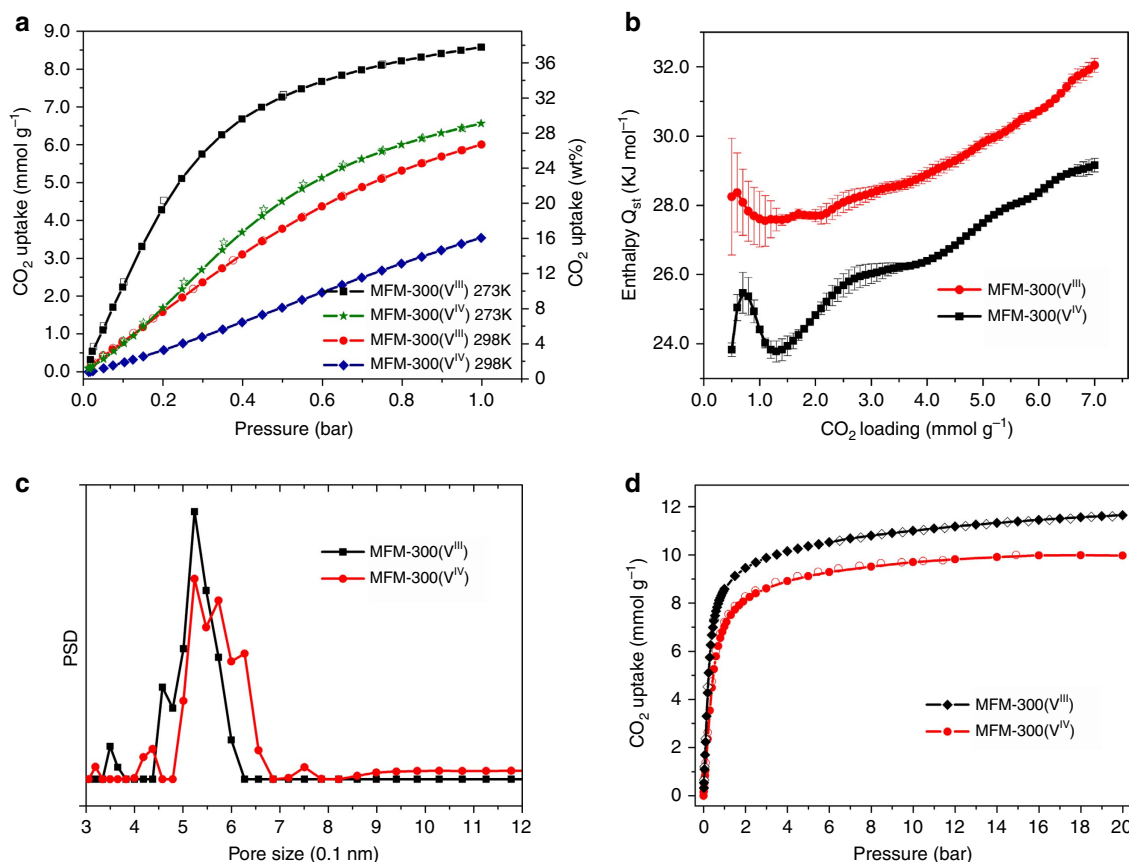 a
9.0
8.0
7.0
6.0
5.0
4.0
3.0
2.0
1.0
0.0
CO₂ uptake (mmol g⁻¹)
36
32
28
24
20
16
12
8
4
0
CO₂ uptake (wt%)
MFM-300(Vᴵᴵᴵ) 273K
MFM-300(Vᴵⱽ) 273K
MFM-300(Vᴵᴵᴵ) 298K
MFM-300(Vᴵⱽ) 298K
0.0 0.2 0.4 0.6 0.8 1.0
Pressure (bar)
b
32.0
30.0
28.0
26.0
24.0
Enthalpy Qₛₜ (KJ mol⁻¹)
MFM-300(Vᴵᴵᴵ)
MFM-300(Vᴵⱽ)
0.0 1.0 2.0 3.0 4.0 5.0 6.0 7.0
CO₂ loading (mmol g⁻¹)
c
PSD
MFM-300(Vᴵᴵᴵ)
MFM-300(Vᴵⱽ)
3 4 5 6 7 8 9 10 11 12
Pore size (0.1 nm)
d
12
10
8
6
4
2
0
CO₂ uptake (mmol g⁻¹)
MFM-300(Vᴵᴵᴵ)
MFM-300(Vᴵⱽ)
0 2 4 6 8 10 12 14 16 18 20
Pressure (bar)